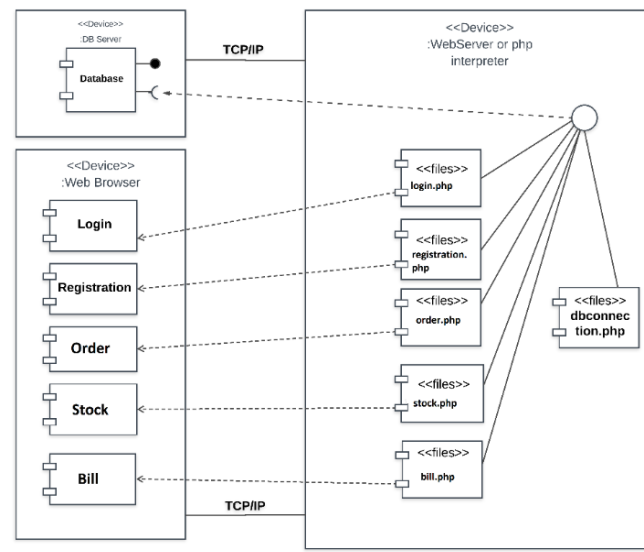 <<Device>>
:DB Server
Database
TCP/IP
<<Device>>
:WebServer or php
interpreter
<<Device>>
:Web Browser
Login
Registration
Order
Stock
Bill
<<files>>
login.php
<<files>>
registration.
php
<<files>>
order.php
<<files>>
stock.php
<<files>>
bill.php
<<files>>
dbconnec
tion.php
TCP/IP